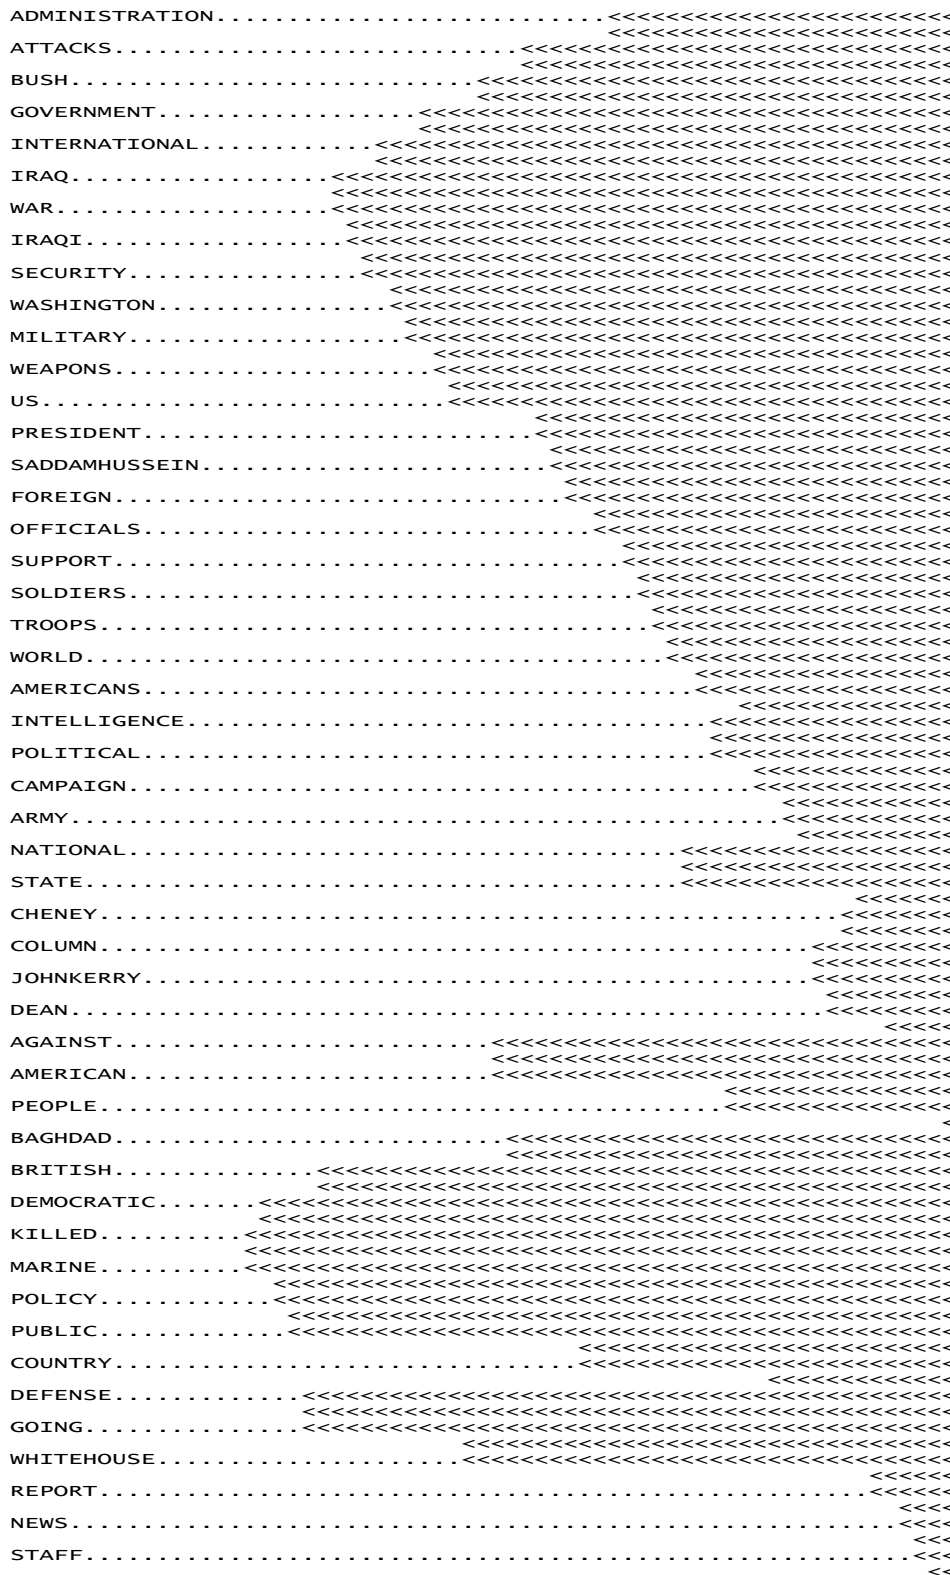 ADMINISTRATION
ATTACKS
BUSH
GOVERNMENT
INTERNATIONAL
IRAQ
WAR
IRAQI
SECURITY
WASHINGTON
MILITARY
WEAPONS
US
PRESIDENT
SADDAMHUSSEIN
FOREIGN
OFFICIALS
SUPPORT
SOLDIERS
TROOPS
WORLD
AMERICANS
INTELLIGENCE
POLITICAL
CAMPAIGN
ARMY
NATIONAL
STATE
CHENEY
COLUMN
JOHNKERRY
DEAN
AGAINST
AMERICAN
PEOPLE
BAGHDAD
BRITISH
DEMOCRATIC
KILLED
MARINE
POLICY
PUBLIC
COUNTRY
DEFENSE
GOING
WHITEHOUSE
REPORT
NEWS
STAFF